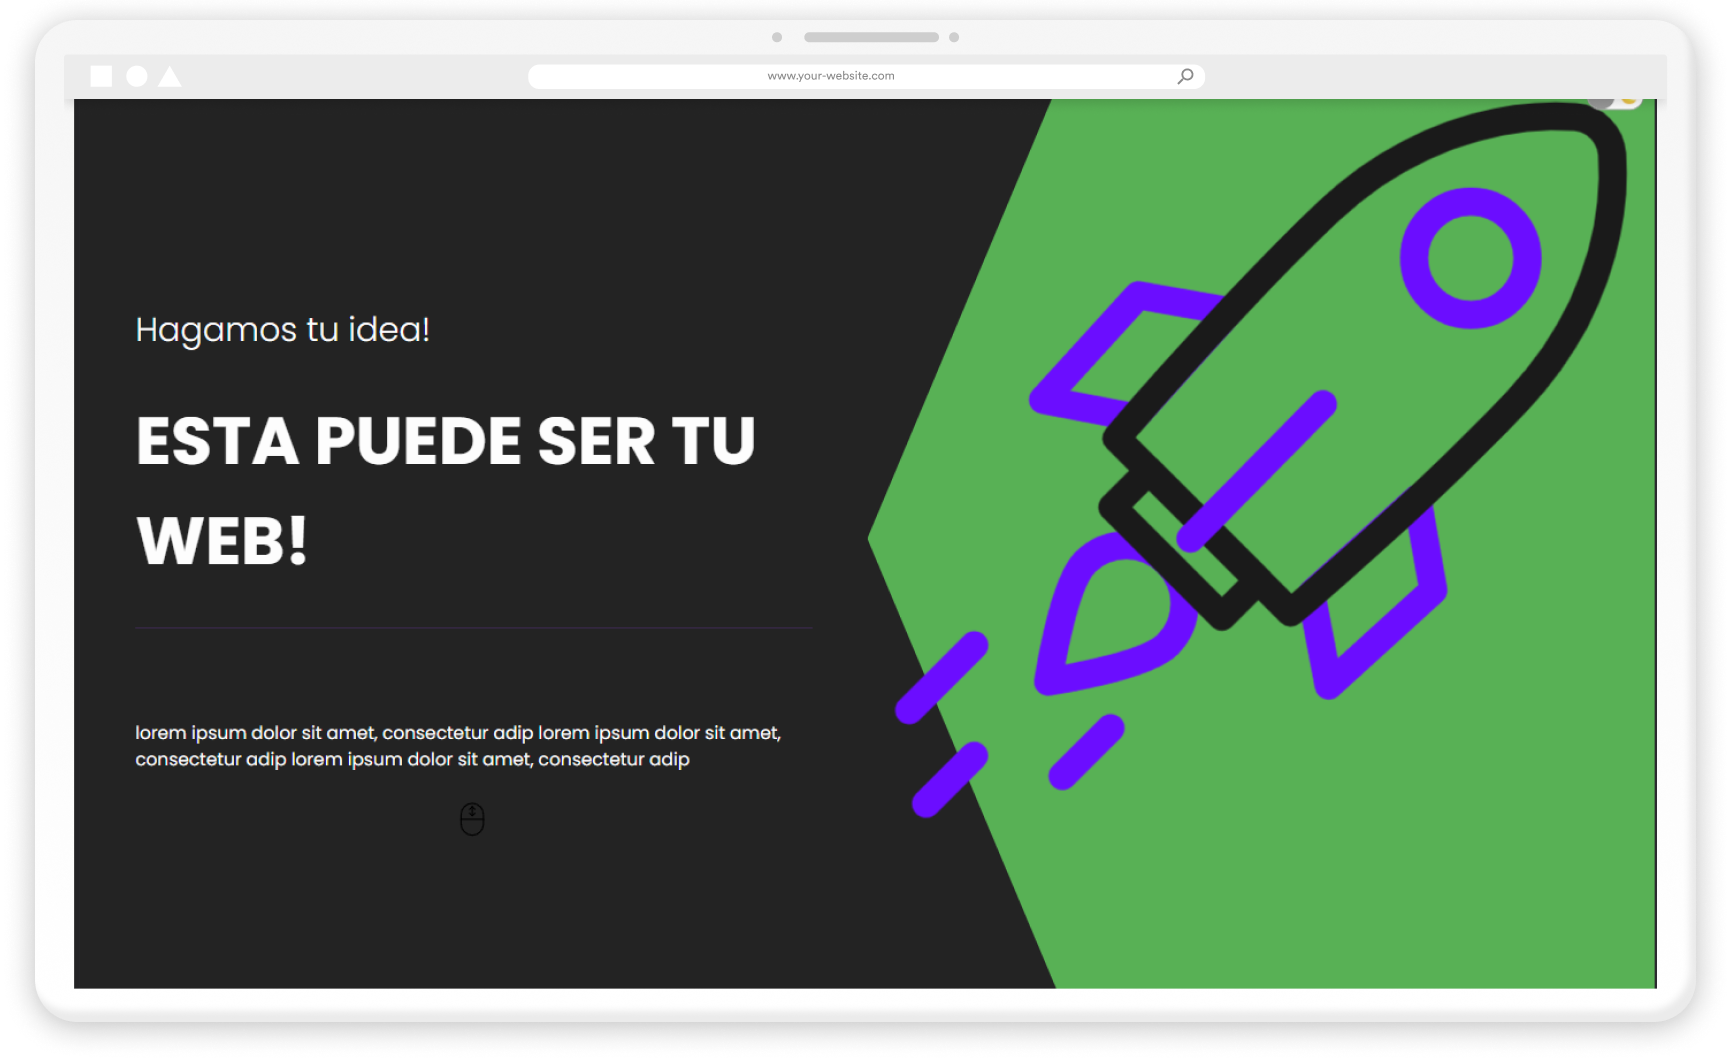 www.your-website.com
Hagamos tu idea!
ESTA PUEDE SER TU
WEB!
lorem ipsum dolor sit amet, consectetur adip lorem ipsum dolor sit amet,
consectetur adip lorem ipsum dolor sit amet, consectetur adip